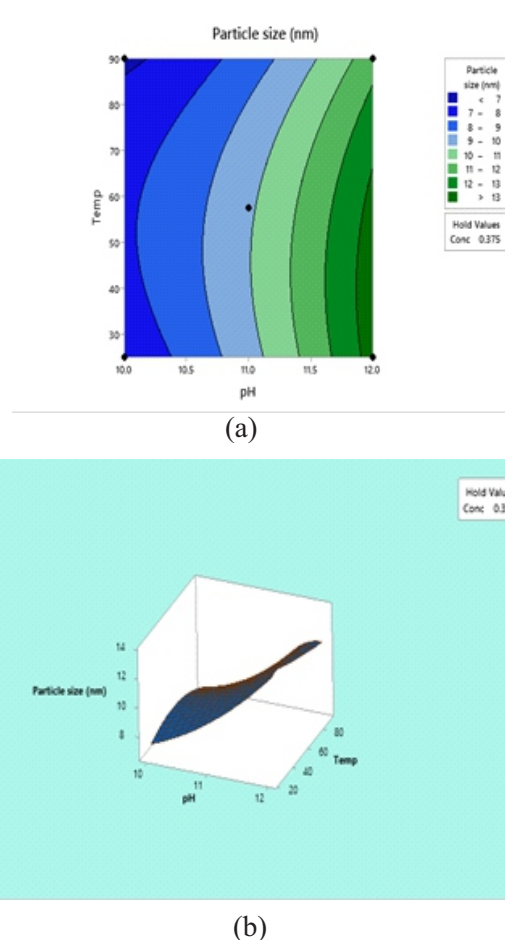 Particle size (nm)
90
80
70
60
50
40
30
Temp
10.0 10.5 11.0 11.5 12.0
pH
Particle
size (nm)
< 7
7 – 8
8 – 9
9 – 10
10 – 11
11 – 12
12 – 13
> 13
Hold Values
Conc 0.375
(a)
Hold Valu
Conc 0.3
14
12
10
8
Particle size (nm)
10
11
12
pH
20
40
60
80
Temp
(b)